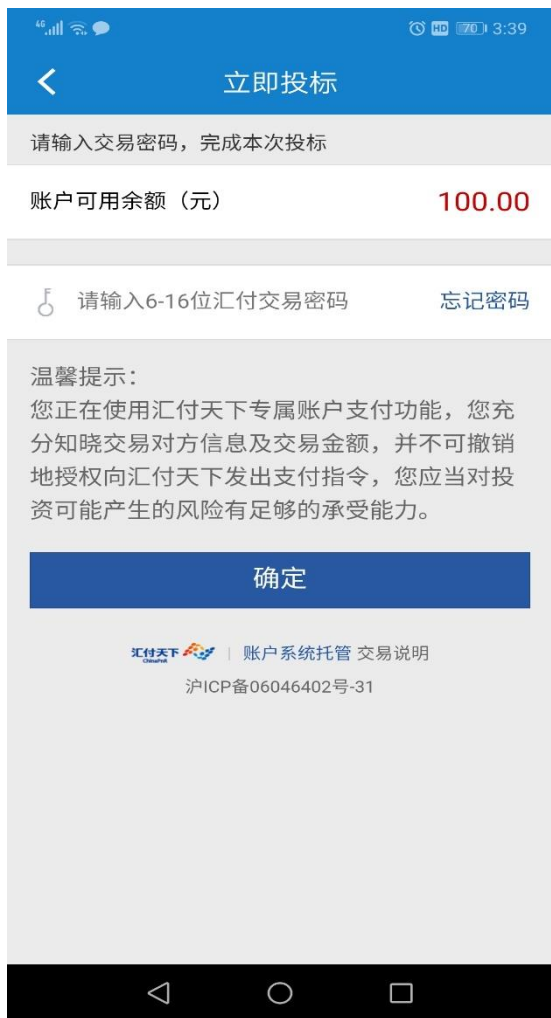 4G HD 70 3:39
立即投标
请输入交易密码，完成本次投标
账户可用余额（元） 100.00
请输入6-16位汇付交易密码 忘记密码
温馨提示：
您正在使用汇付天下专属账户支付功能，您充
分知晓交易对方信息及交易金额，并不可撤销
地授权向汇付天下发出支付指令，您应当对投
资可能产生的风险有足够的承受能力。
确定
汇付天下 ChinaPnR | 账户系统托管 交易说明
沪ICP备06046402号-31